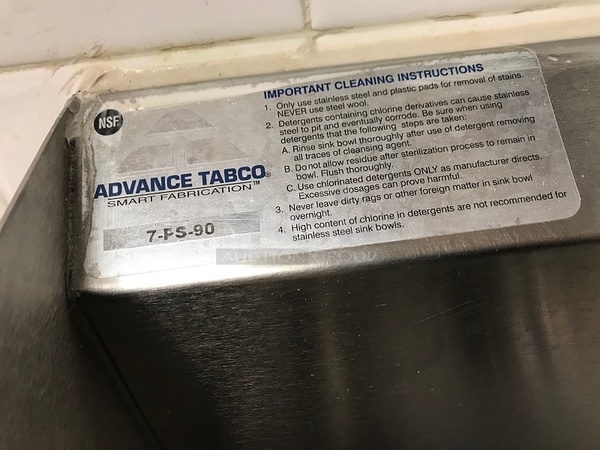 NSF
ADVANCE TABCO®
SMART FABRICATION™
7-PS-90
IMPORTANT CLEANING INSTRUCTIONS
1. Only use stainless steel and plastic pads for removal of stains.
NEVER use steel wool.
2. Detergents containing chlorine derivatives can cause stainless
steel to pit and eventually corrode. Be sure when using
detergents that the following steps are taken:
A. Rinse sink bowl thoroughly after use of detergent removing
all traces of cleansing agent.
B. Do not allow residue after sterilization process to remain in
bowl. Flush thoroughly.
C. Use chlorinated detergents ONLY as manufacturer directs.
Excessive dosages can prove harmful.
3. Never leave dirty rags or other foreign matter in sink bowl
overnight.
4. High content of chlorine in detergents are not recommended for
stainless steel sink bowls.